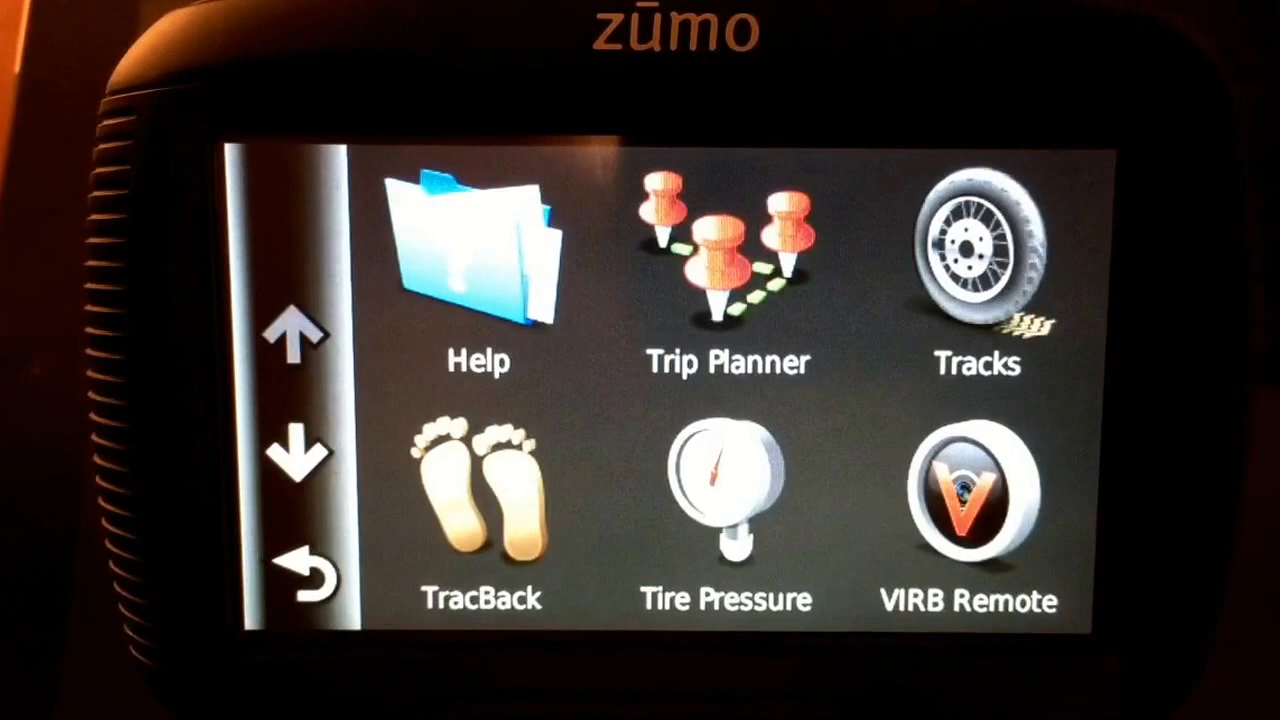 zūmo
Help
Trip Planner
Tracks
TracBack
Tire Pressure
VIRB Remote